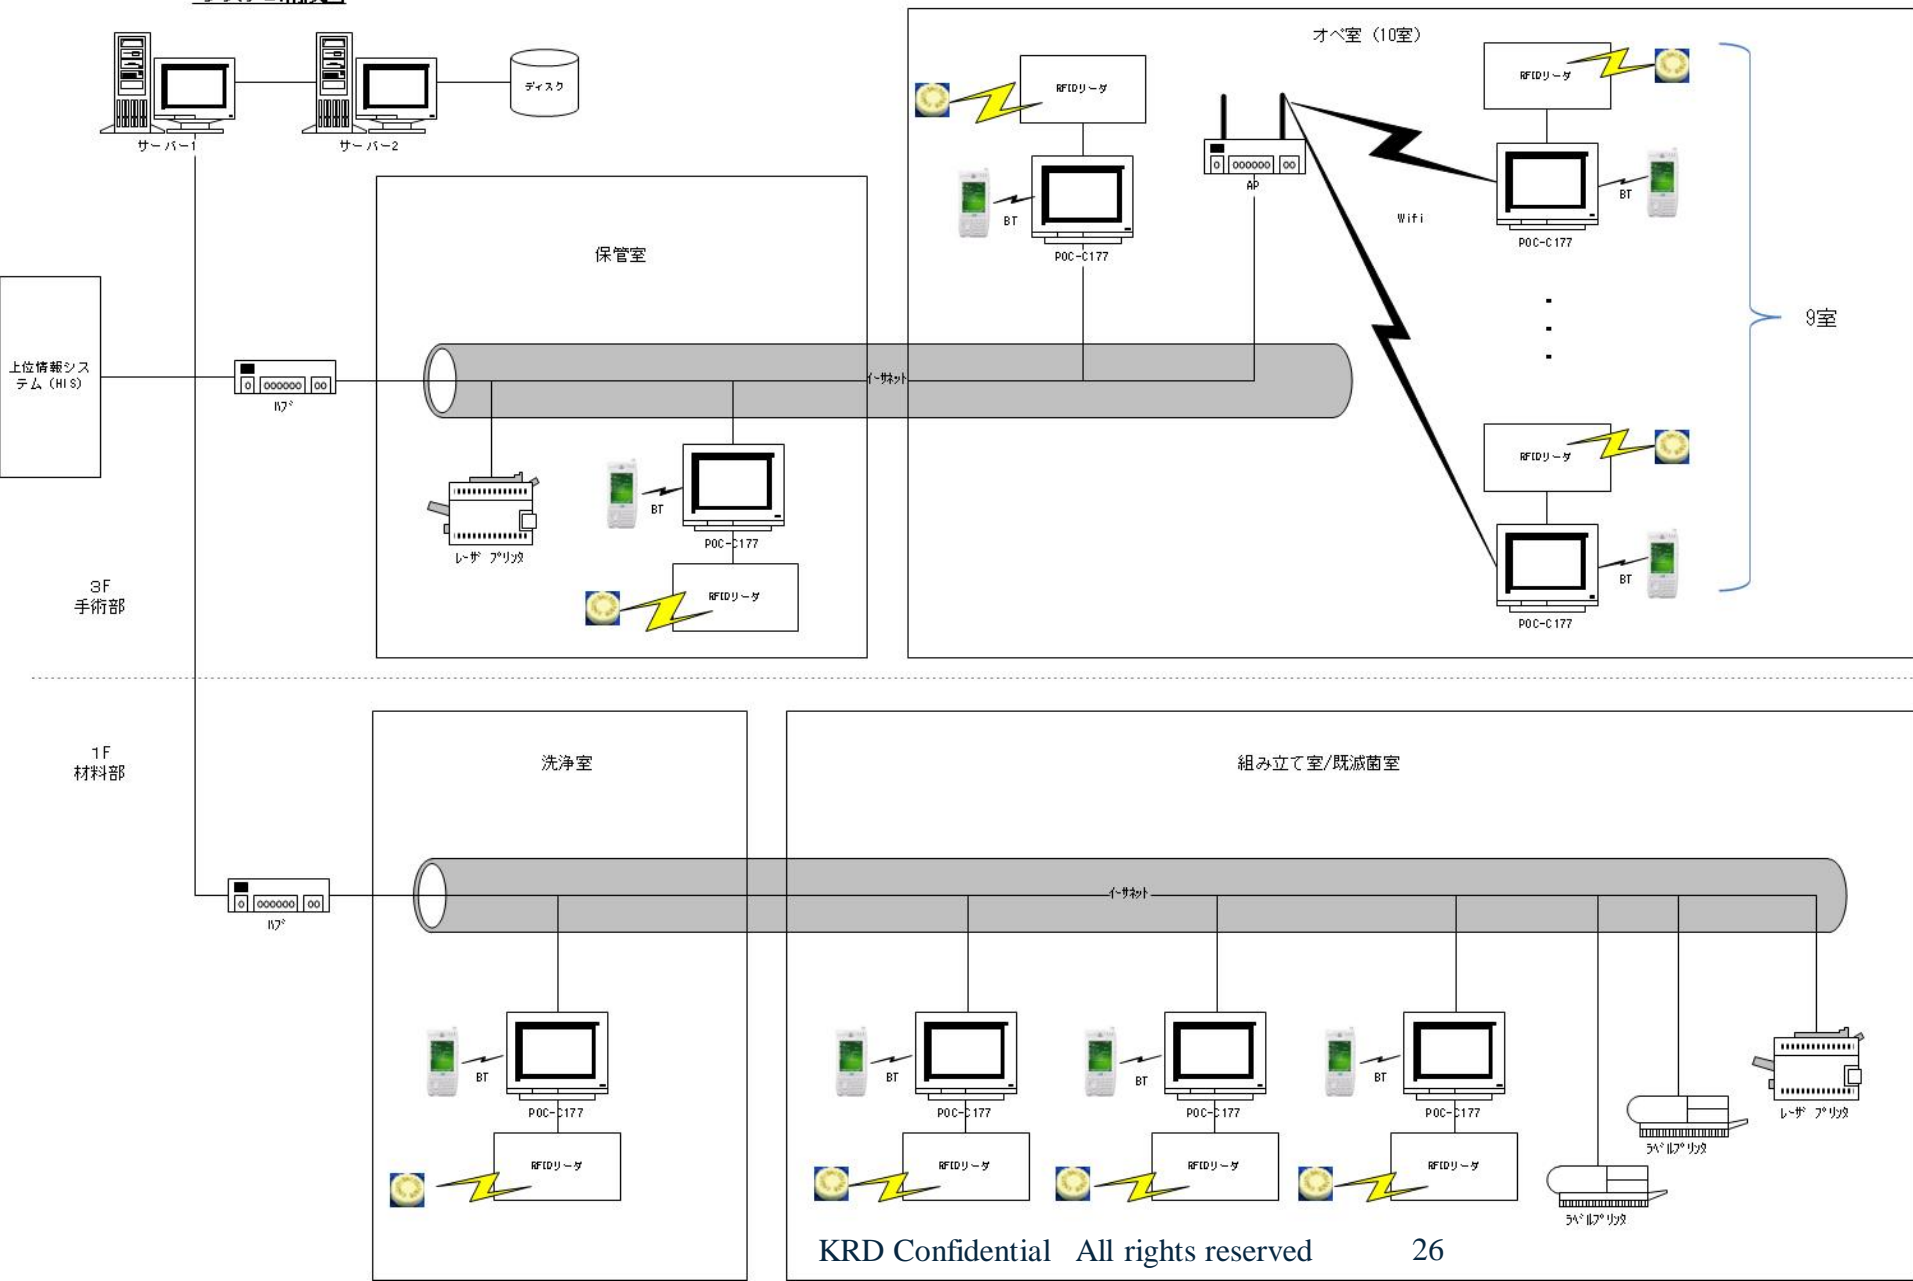 オペ室 (10室)
RFIDリーダ
RFIDリーダ
ディスク
サーバー1
サーバー2
AP
BT
BT
Wifi
POC-C177
POC-C177
保管室
9室
上位情報シス
テム (HIS)
イーサネット
ハブ
RFIDリーダ
BT
BT
POC-C177
レーザ プリンタ
POC-C177
RFIDリーダ
3F
手術部
1F
材料部
洗浄室
組み立て室/既滅菌室
イーサネット
ハブ
BT
BT
BT
BT
POC-C177
POC-C177
POC-C177
POC-C177
レーザ プリンタ
RFIDリーダ
RFIDリーダ
RFIDリーダ
RFIDリーダ
ラベルプリンタ
ラベルプリンタ
KRD Confidential All rights reserved 26